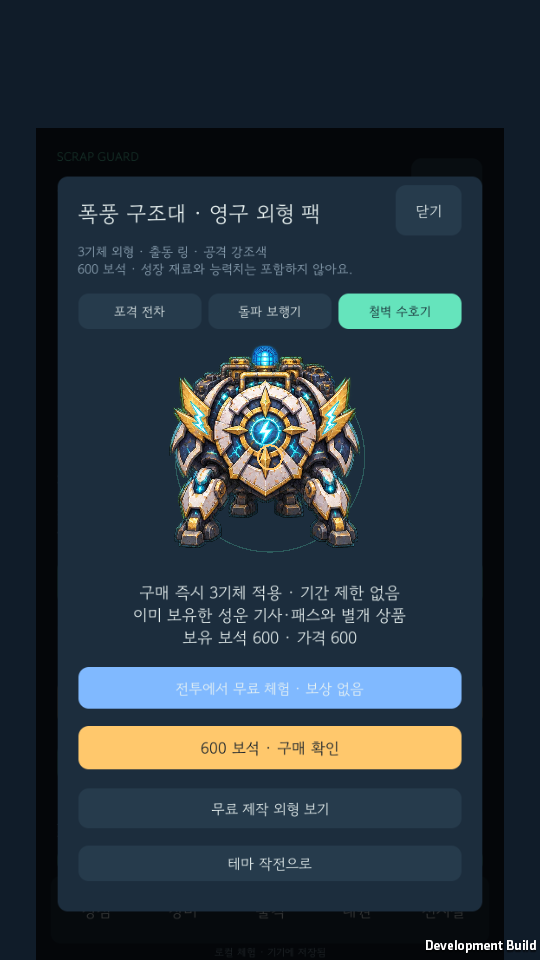 SCRAP GUARD
폭풍 구조대 · 영구 외형 팩
닫기
3기체 외형 · 출동 링 · 공격 강조색
600 보석 · 성장 재료와 능력치는 포함하지 않아요.
포격 전차
돌파 보행기
철벽 수호기
구매 즉시 3기체 적용 · 기간 제한 없음
이미 보유한 성운 기사·패스와 별개 상품
보유 보석 600 · 가격 600
전투에서 무료 체험 · 보상 없음
600 보석 · 구매 확인
무료 제작 외형 보기
테마 작전으로
Development Build